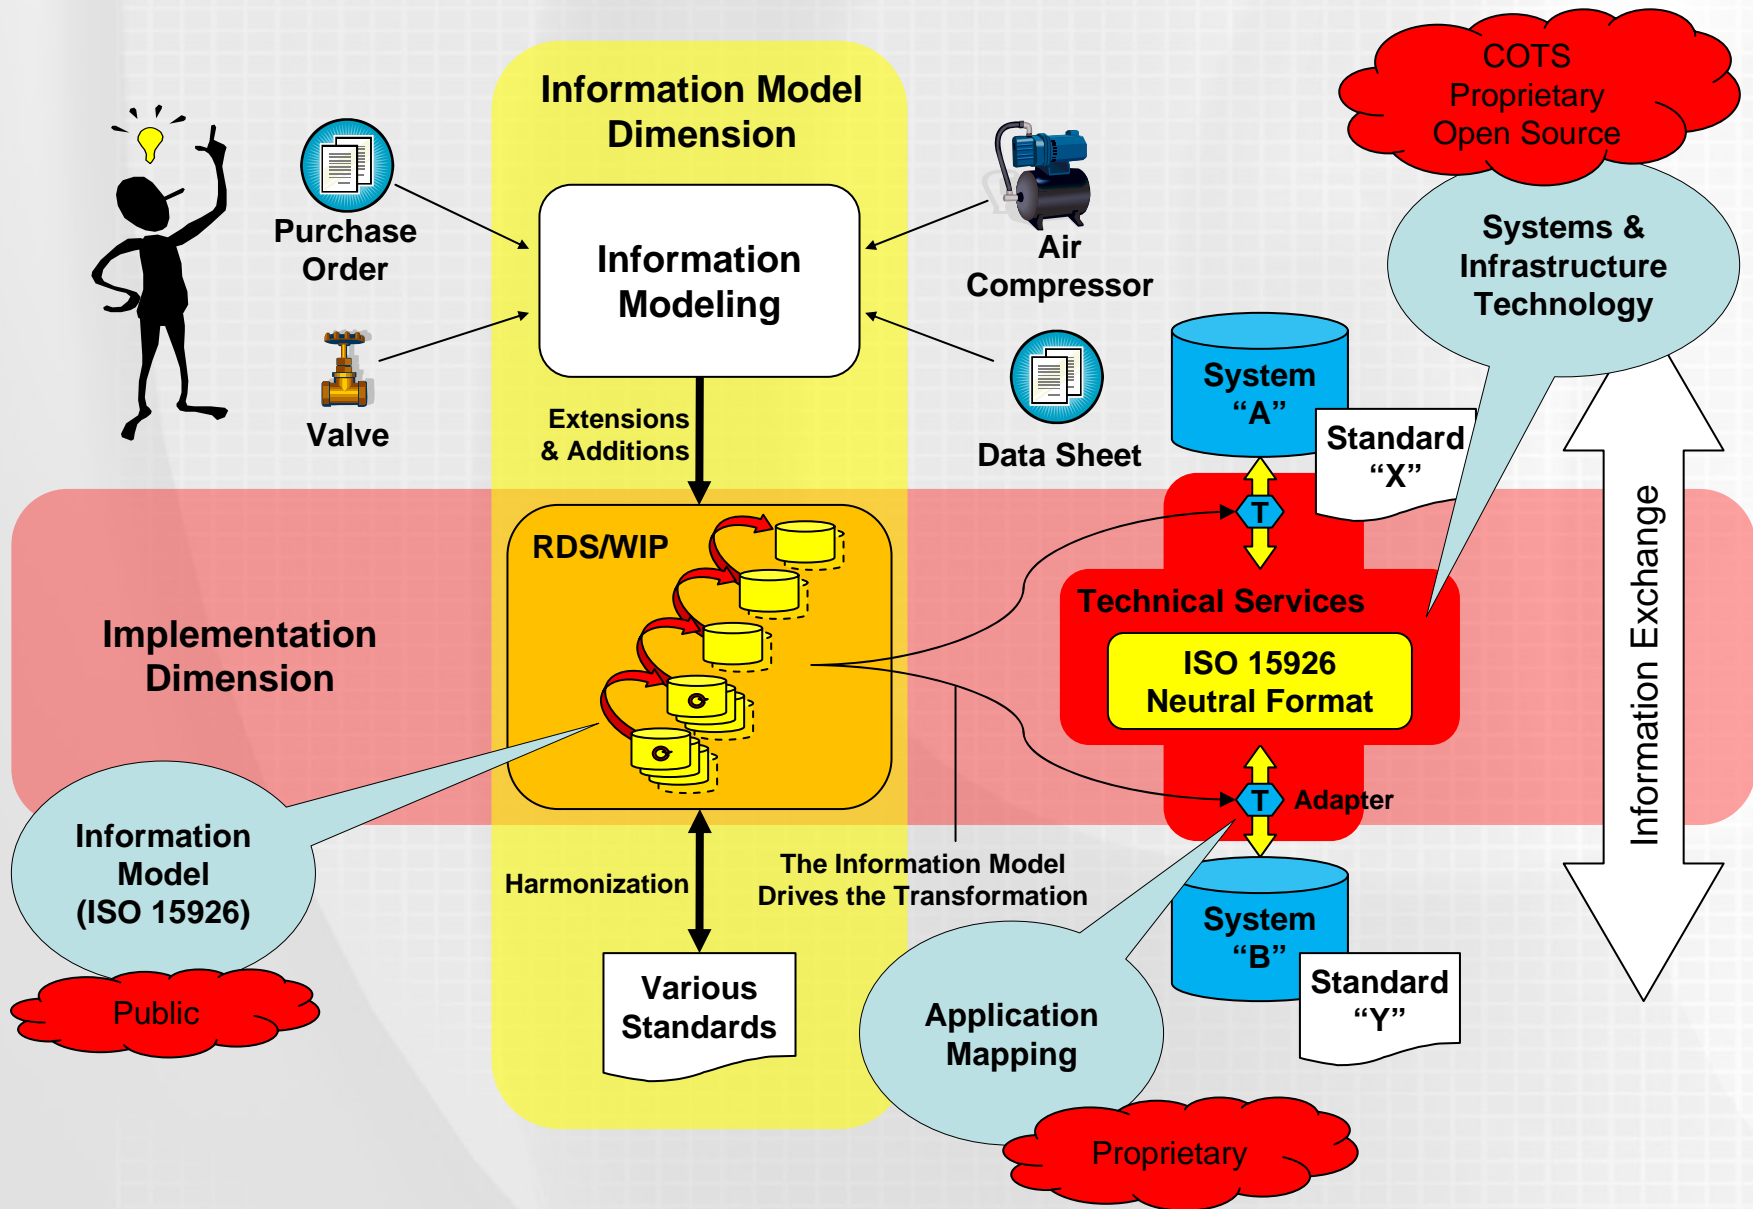 COTS
Proprietary
Open Source
Information Model
Dimension
Purchase
Order
Information
Modeling
Air
Compressor
Systems &
Infrastructure
Technology
Valve
Extensions
& Additions
Data Sheet
System
“A”
Standard
“X”
RDS/WIP
T
Technical Services
Implementation
Dimension
ISO 15926
Neutral Format
Information Exchange
T
Adapter
Information
Model
(ISO 15926)
Harmonization
The Information Model
Drives the Transformation
System
“B”
Public
Various
Standards
Application
Mapping
Standard
“Y”
Proprietary